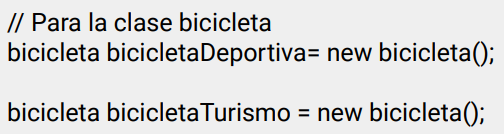 // Para la clase bicicleta
bicicleta bicicletaDeportiva= new bicicleta();
bicicleta bicicletaTurismo = new bicicleta();